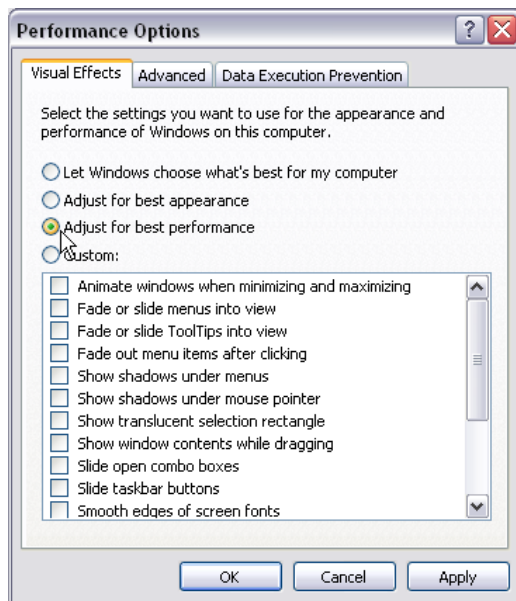 Performance Options
Visual Effects Advanced Data Execution Prevention
Select the settings you want to use for the appearance and
performance of Windows on this computer.
Let Windows choose what's best for my computer
Adjust for best appearance
Adjust for best performance
Custom:
Animate windows when minimizing and maximizing
Fade or slide menus into view
Fade or slide ToolTips into view
Fade out menu items after clicking
Show shadows under menus
Show shadows under mouse pointer
Show translucent selection rectangle
Show window contents while dragging
Slide open combo boxes
Slide taskbar buttons
Smooth edges of screen fonts
OK Cancel Apply